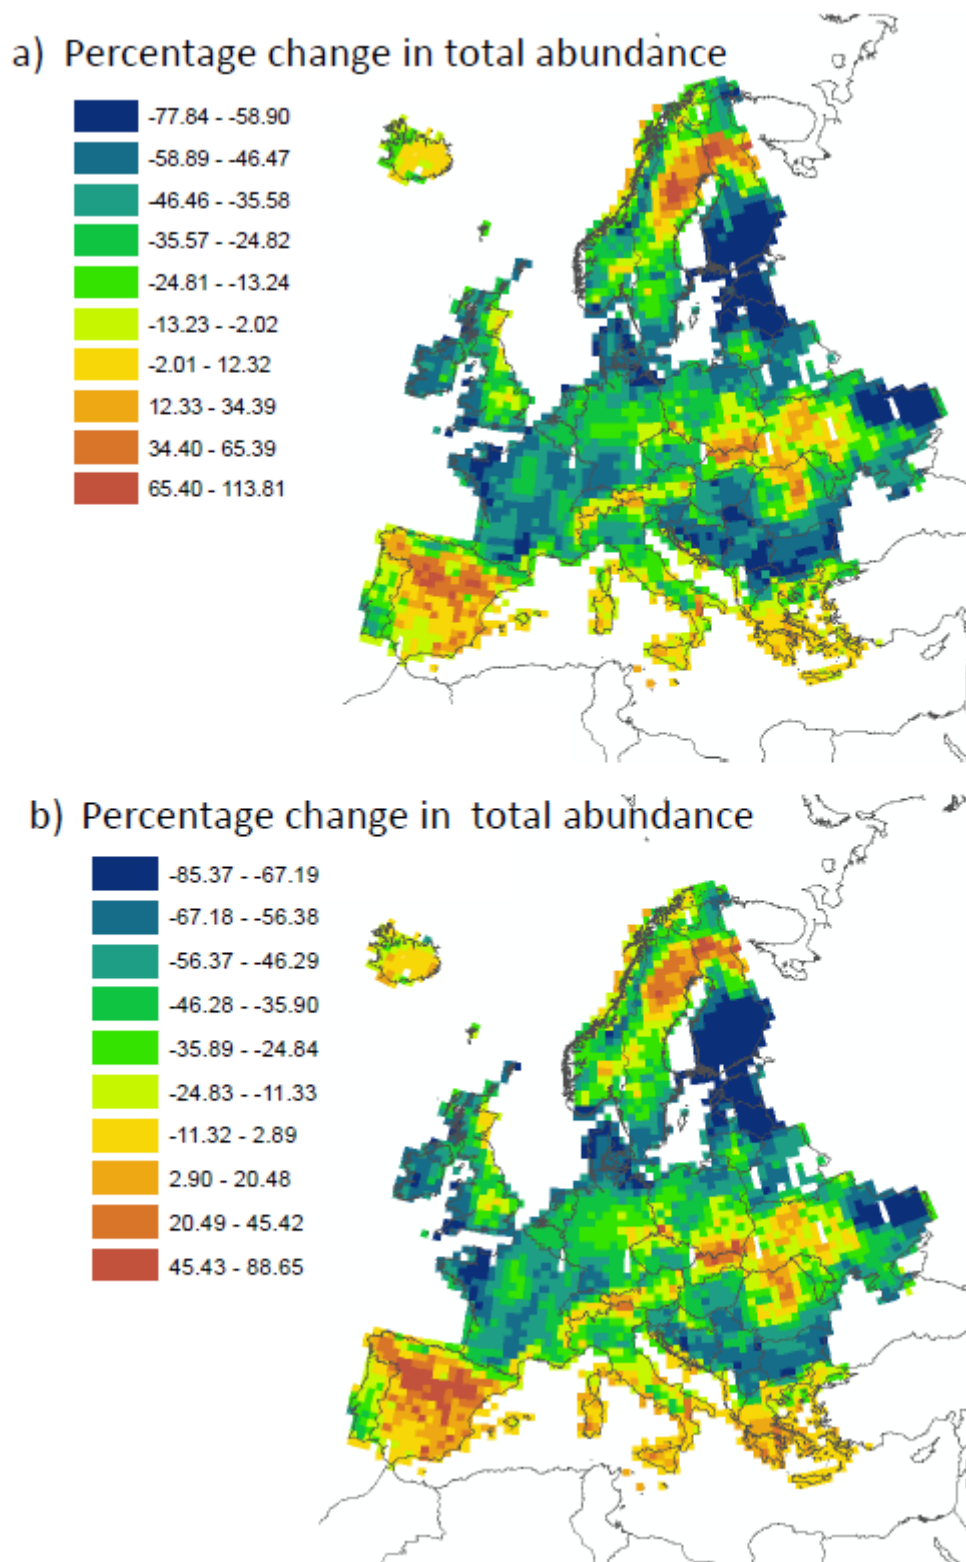 a) Percentage change in total abundance
-77.84 - -58.90
-58.89 - -46.47
-46.46 - -35.58
-35.57 - -24.82
-24.81 - -13.24
-13.23 - -2.02
-2.01 - 12.32
12.33 - 34.39
34.40 - 65.39
65.40 - 113.81
b) Percentage change in total abundance
-85.37 - -67.19
-67.18 - -56.38
-56.37 - -46.29
-46.28 - -35.90
-35.89 - -24.84
-24.83 - -11.33
-11.32 - 2.89
2.90 - 20.48
20.49 - 45.42
45.43 - 88.65